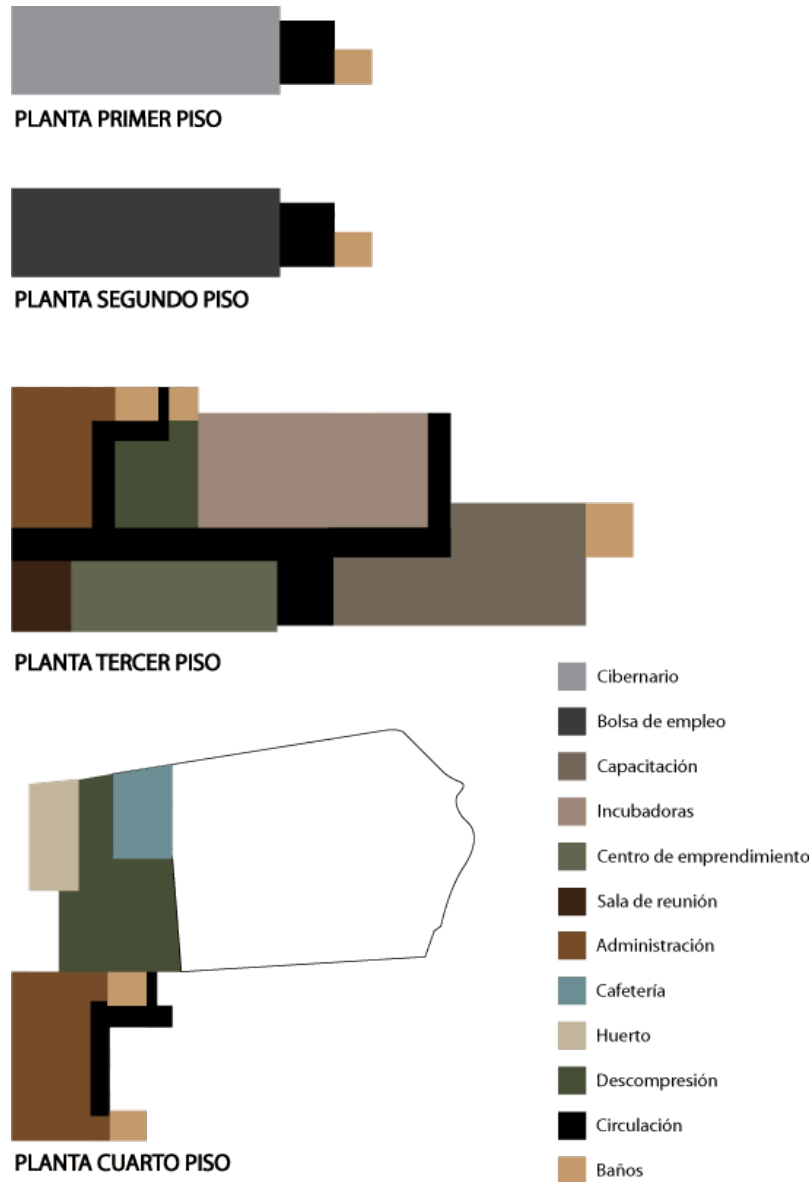 PLANTA PRIMER PISO
PLANTA SEGUNDO PISO
PLANTA TERCER PISO
Cibernario
Bolsa de empleo
Capacitación
Incubadoras
Centro de emprendimiento
Sala de reunión
Administración
Cafetería
Huerto
Descompresión
Circulación
Baños
PLANTA CUARTO PISO